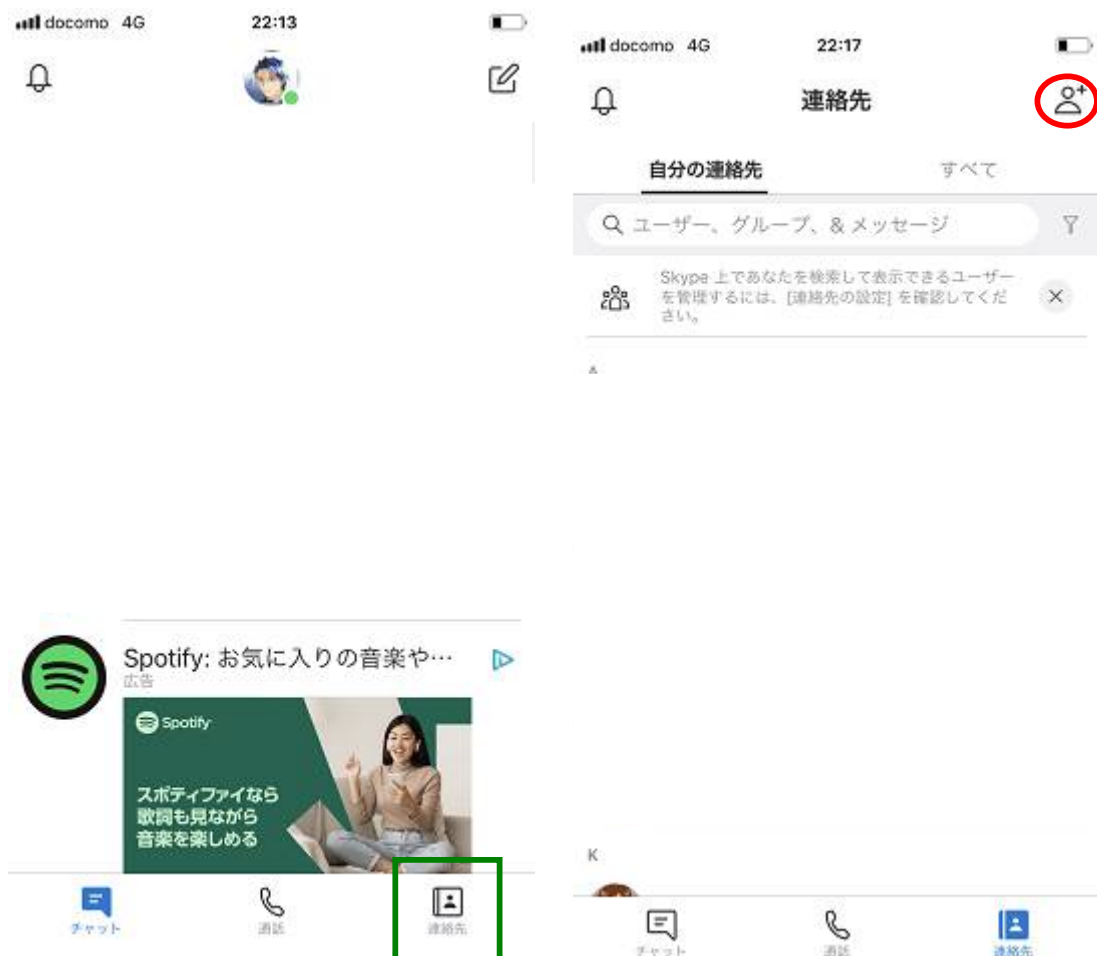 docomo 4G 22:13
Spotify: お気に入りの音楽や…
広告
Spotify
スポティファイなら
歌詞も見ながら
音楽を楽しめる
チャット 通話 連絡先
docomo 4G 22:17
連絡先
自分の連絡先 すべて
ユーザー、グループ、& メッセージ
Skype 上であなたを検索して表示できるユーザー
を管理するには、[連絡先の設定] を確認してくだ
さい。
A
K
チャット 通話 連絡先